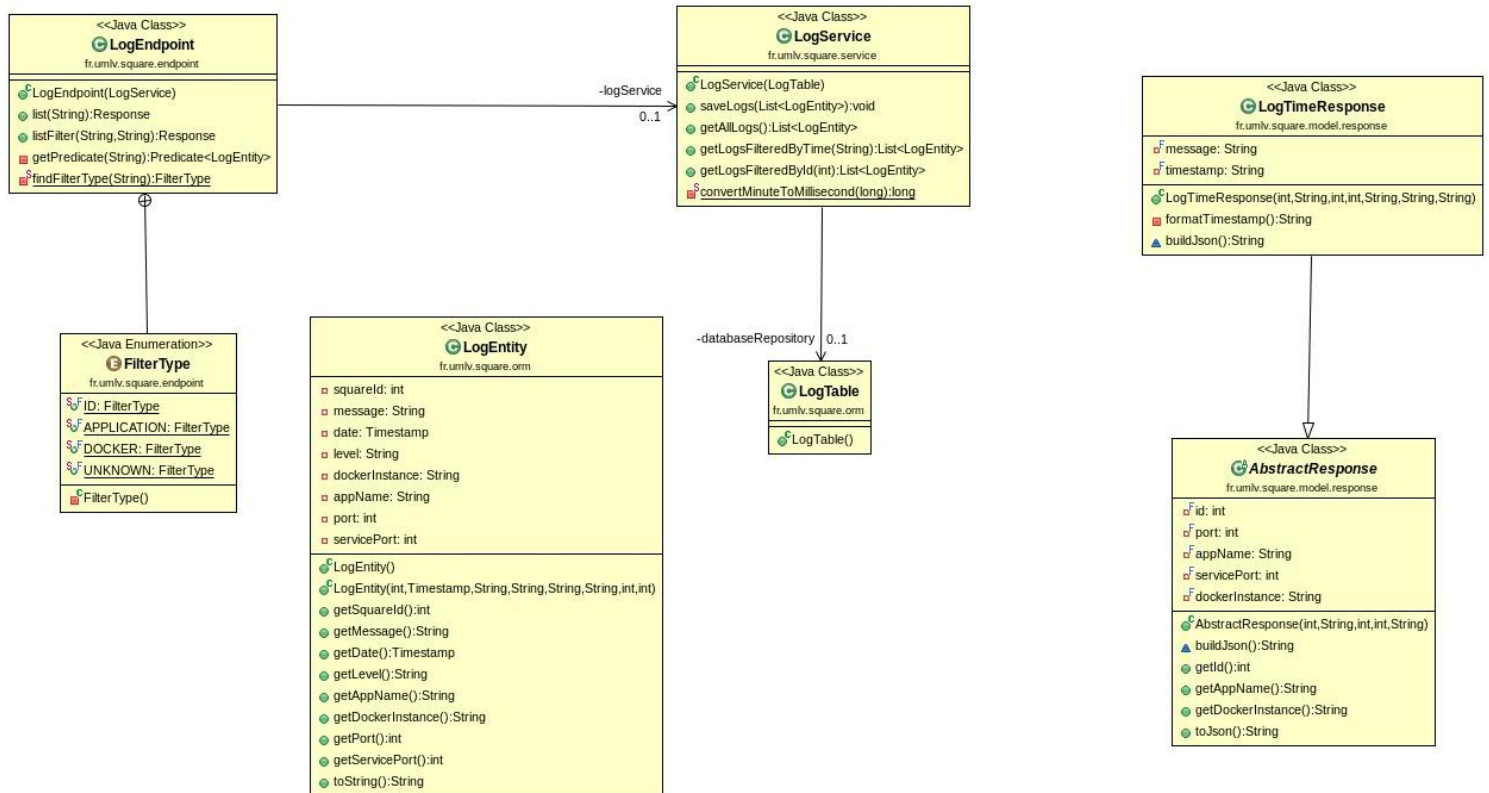 <<Java Class>>
LogEndpoint
fr.umlv.square.endpoint
LogEndpoint(LogService)
list(String):Response
listFilter(String,String):Response
getPredicate(String):Predicate<LogEntity>
findFilterType(String):FilterType
-logService
0..1
<<Java Class>>
LogService
fr.umlv.square.service
LogService(LogTable)
saveLogs(List<LogEntity>):void
getAllLogs():List<LogEntity>
getLogsFilteredByTime(String):List<LogEntity>
getLogsFilteredById(int):List<LogEntity>
convertMinuteToMillisecond(long):long
<<Java Class>>
LogTimeResponse
fr.umlv.square.model.response
message: String
timestamp: String
LogTimeResponse(int,String,int,int,String,String,String)
formatTimestamp():String
buildJson():String
<<Java Enumeration>>
FilterType
fr.umlv.square.endpoint
ID: FilterType
APPLICATION: FilterType
DOCKER: FilterType
UNKNOWN: FilterType
FilterType()
<<Java Class>>
LogEntity
fr.umlv.square.orm
squareId: int
message: String
date: Timestamp
level: String
dockerInstance: String
appName: String
port: int
servicePort: int
LogEntity()
LogEntity(int,Timestamp,String,String,String,String,int,int)
getSquareId():int
getMessage():String
getDate():Timestamp
getLevel():String
getAppName():String
getDockerInstance():String
getPort():int
getServicePort():int
toString():String
-databaseRepository
0..1
<<Java Class>>
LogTable
fr.umlv.square.orm
LogTable()
<<Java Class>>
AbstractResponse
fr.umlv.square.model.response
id: int
port: int
appName: String
servicePort: int
dockerInstance: String
AbstractResponse(int,String,int,int,String)
buildJson():String
getId():int
getAppName():String
getDockerInstance():String
toJson():String